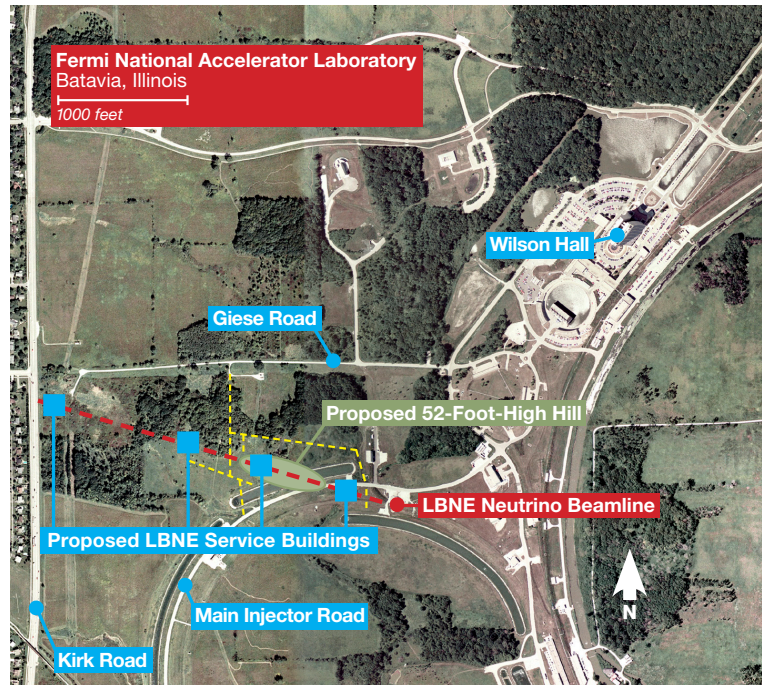 Fermi National Accelerator Laboratory
Batavia, Illinois
1000 feet
Wilson Hall
Giese Road
Proposed 52-Foot-High Hill
LBNE Neutrino Beamline
Proposed LBNE Service Buildings
Main Injector Road
N
Kirk Road